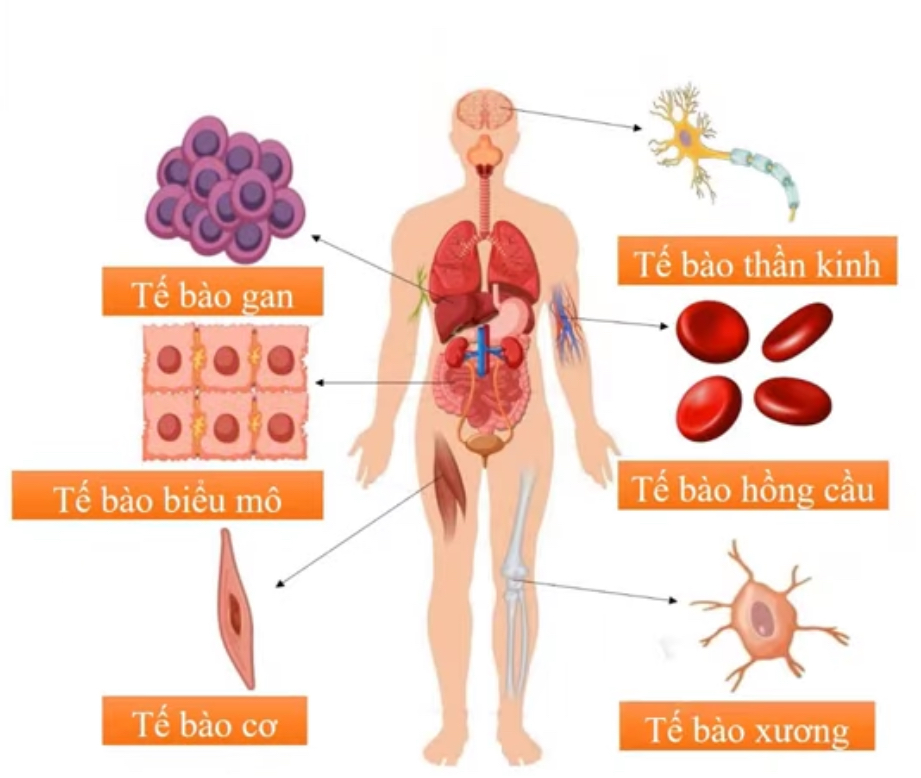 Tế bào thần kinh
Tế bào gan
Tế bào hồng cầu
Tế bào biểu mô
Tế bào cơ
Tế bào xương